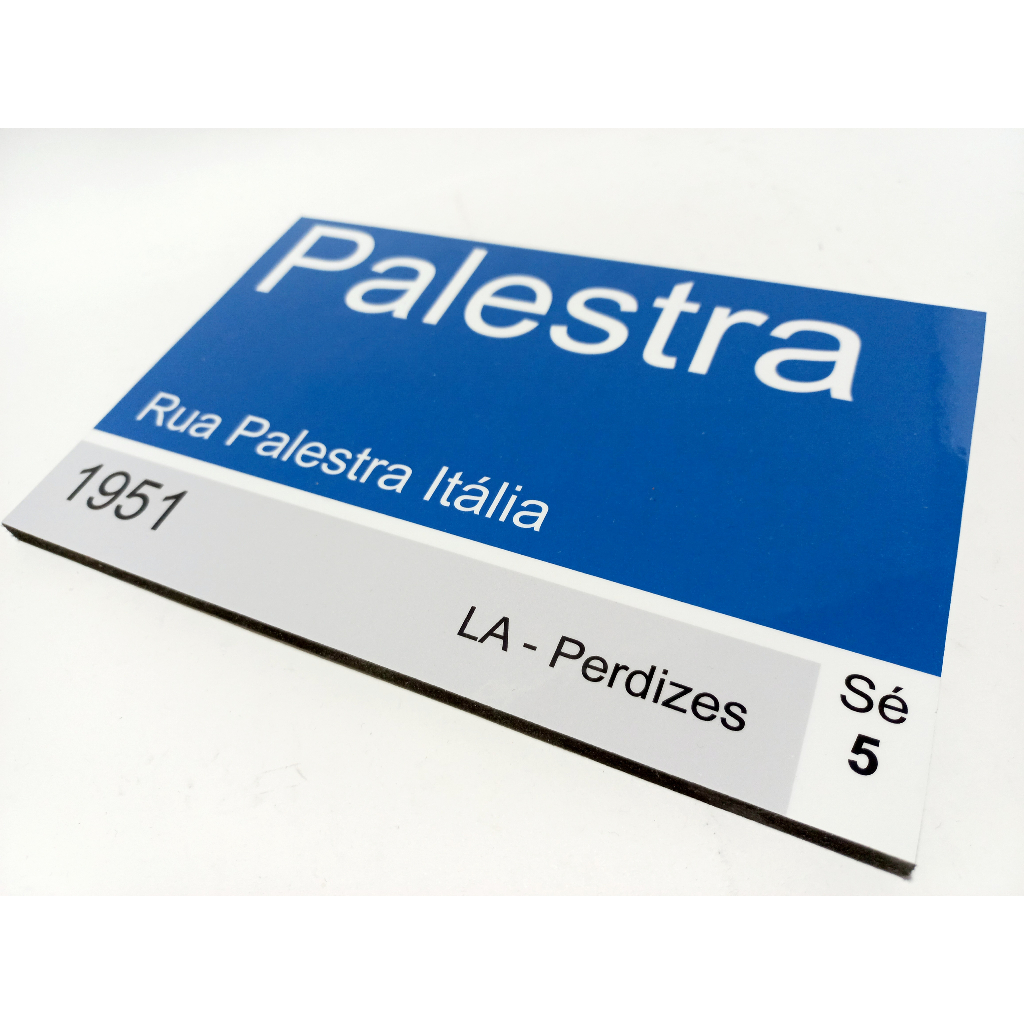 Palestra
Rua Palestra Itália
1951
LA - Perdizes
Sé
5